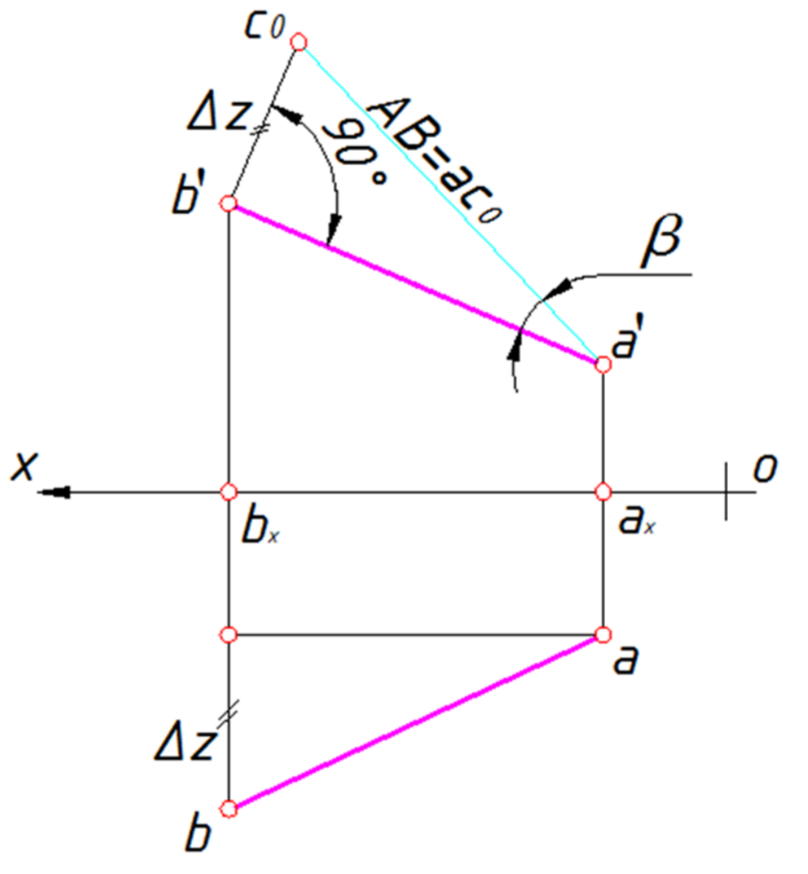 c₀
Δz
90°
AB=ac₀
b'
β
a'
x
o
bₓ
aₓ
a
Δz
b